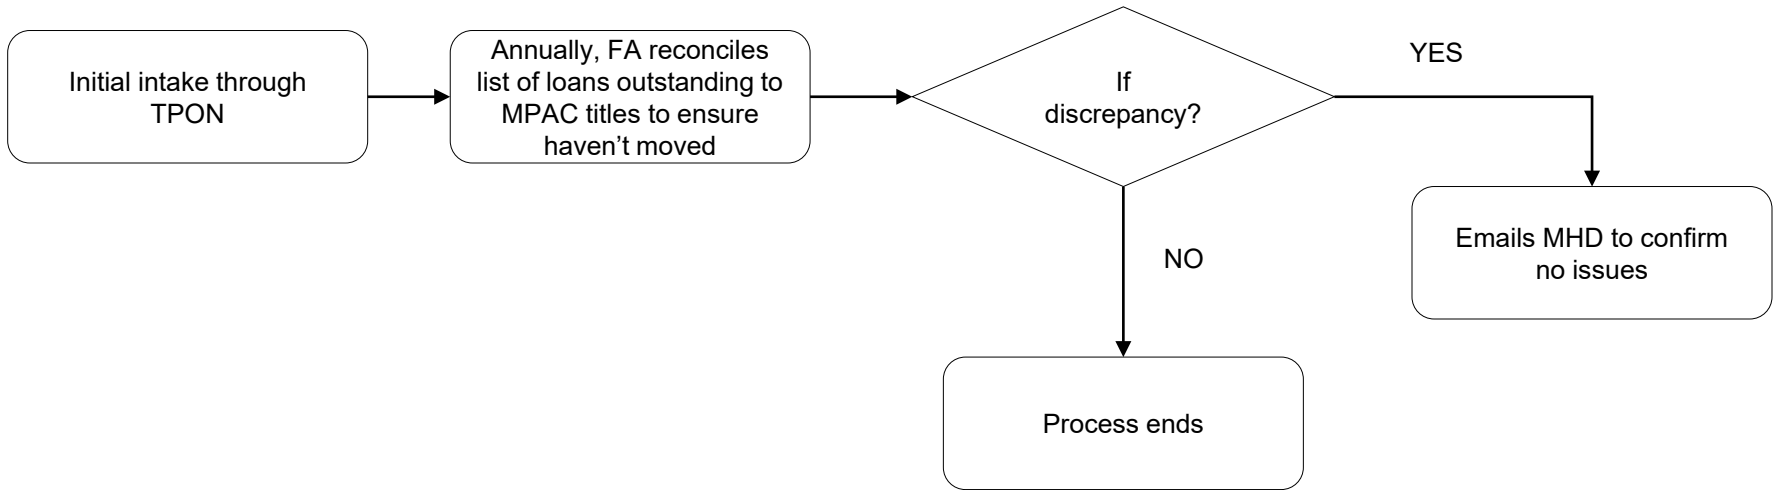 Initial intake through
TPON
Annually, FA reconciles
list of loans outstanding to
MPAC titles to ensure
haven’t moved
If
discrepancy?
YES
NO
Emails MHD to confirm
no issues
Process ends